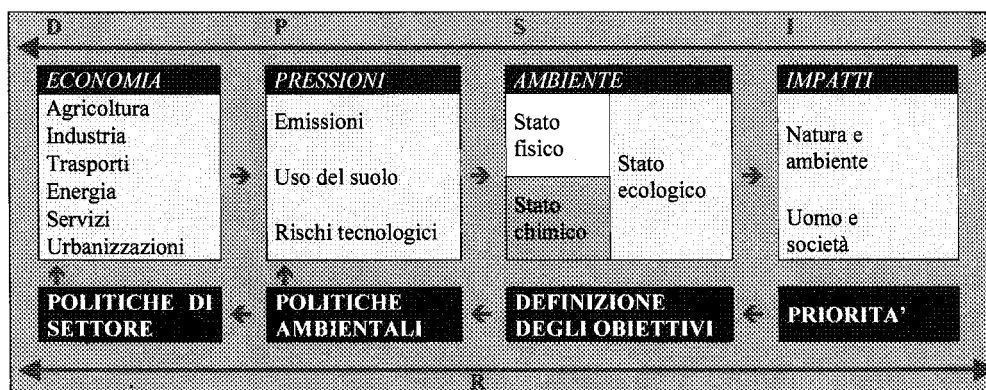 D P S I
ECONOMIA
Agricoltura
Industria
Trasporti
Energia
Servizi
Urbanizzazioni
PRESSIONI
Emissioni
Uso del suolo
Rischi tecnologici
AMBIENTE
Stato
fisico
Stato
chimico
Stato
ecologico
IMPATTI
Natura e
ambiente
Uomo e
società
POLITICHE DI
SETTORE
POLITICHE
AMBIENTALI
DEFINIZIONE
DEGLI OBIETTIVI
PRIORITA'
R